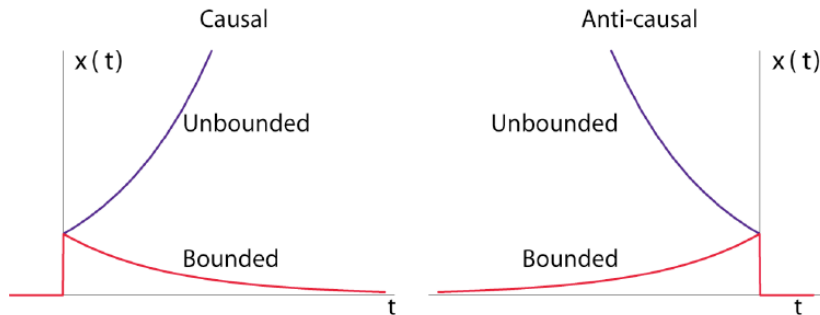 Causal
x ( t )
Unbounded
Bounded
t
Anti-causal
x ( t )
Unbounded
Bounded
t